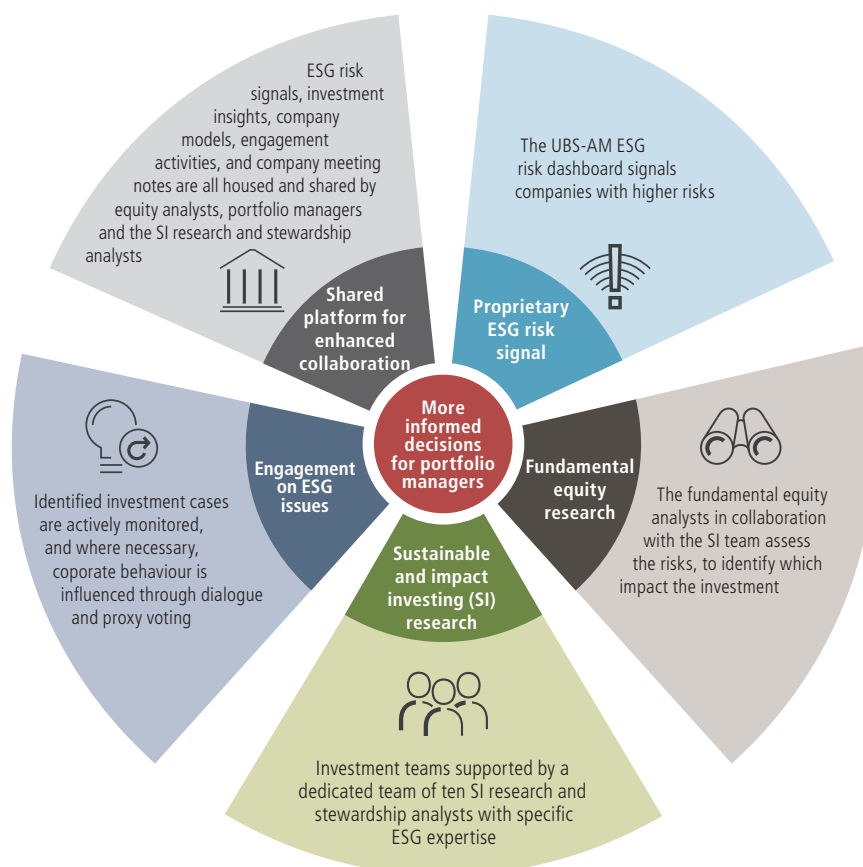 ESG risk
signals, investment
insights, company
models, engagement
activities, and company meeting
notes are all housed and shared by
equity analysts, portfolio managers
and the SI research and stewardship
analysts
Shared
platform for
enhanced
collaboration
The UBS-AM ESG
risk dashboard signals
companies with higher risks
Proprietary
ESG risk
signal
More
informed
decisions
for portfolio
managers
Fundamental
equity
research
The fundamental equity
analysts in collaboration
with the SI team assess
the risks, to identify which
impact the investment
Sustainable
and impact
investing (SI)
research
Investment teams supported by a
dedicated team of ten SI research and
stewardship analysts with specific
ESG expertise
Engagement
on ESG
issues
Identified investment cases
are actively monitored,
and where necessary,
coporate behaviour is
influenced through dialogue
and proxy voting